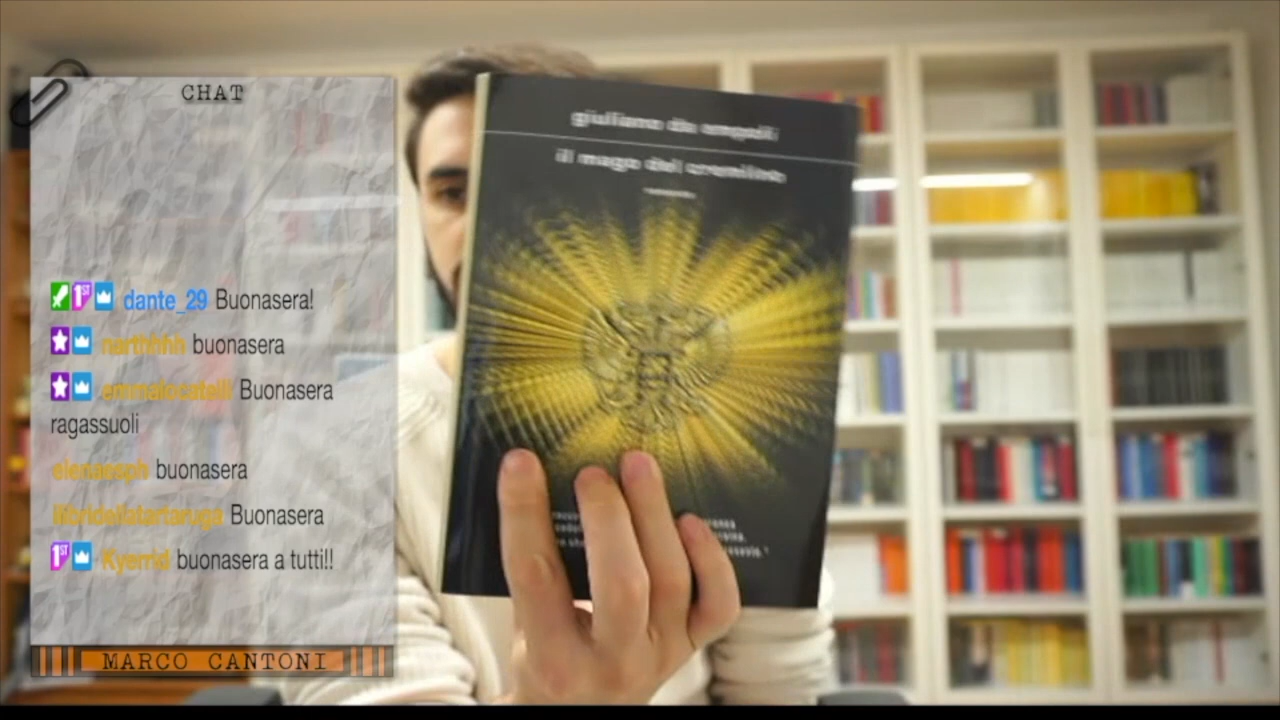 CHAT
dante_29 Buonasera!
narthhhh buonasera
emmalocatelli Buonasera
ragassuoli
elenaesph buonasera
ilibridellatartaruga Buonasera
Kyerrid buonasera a tutti!!
MARCO CANTONI
giuliano da empoli
il mago del cremlino